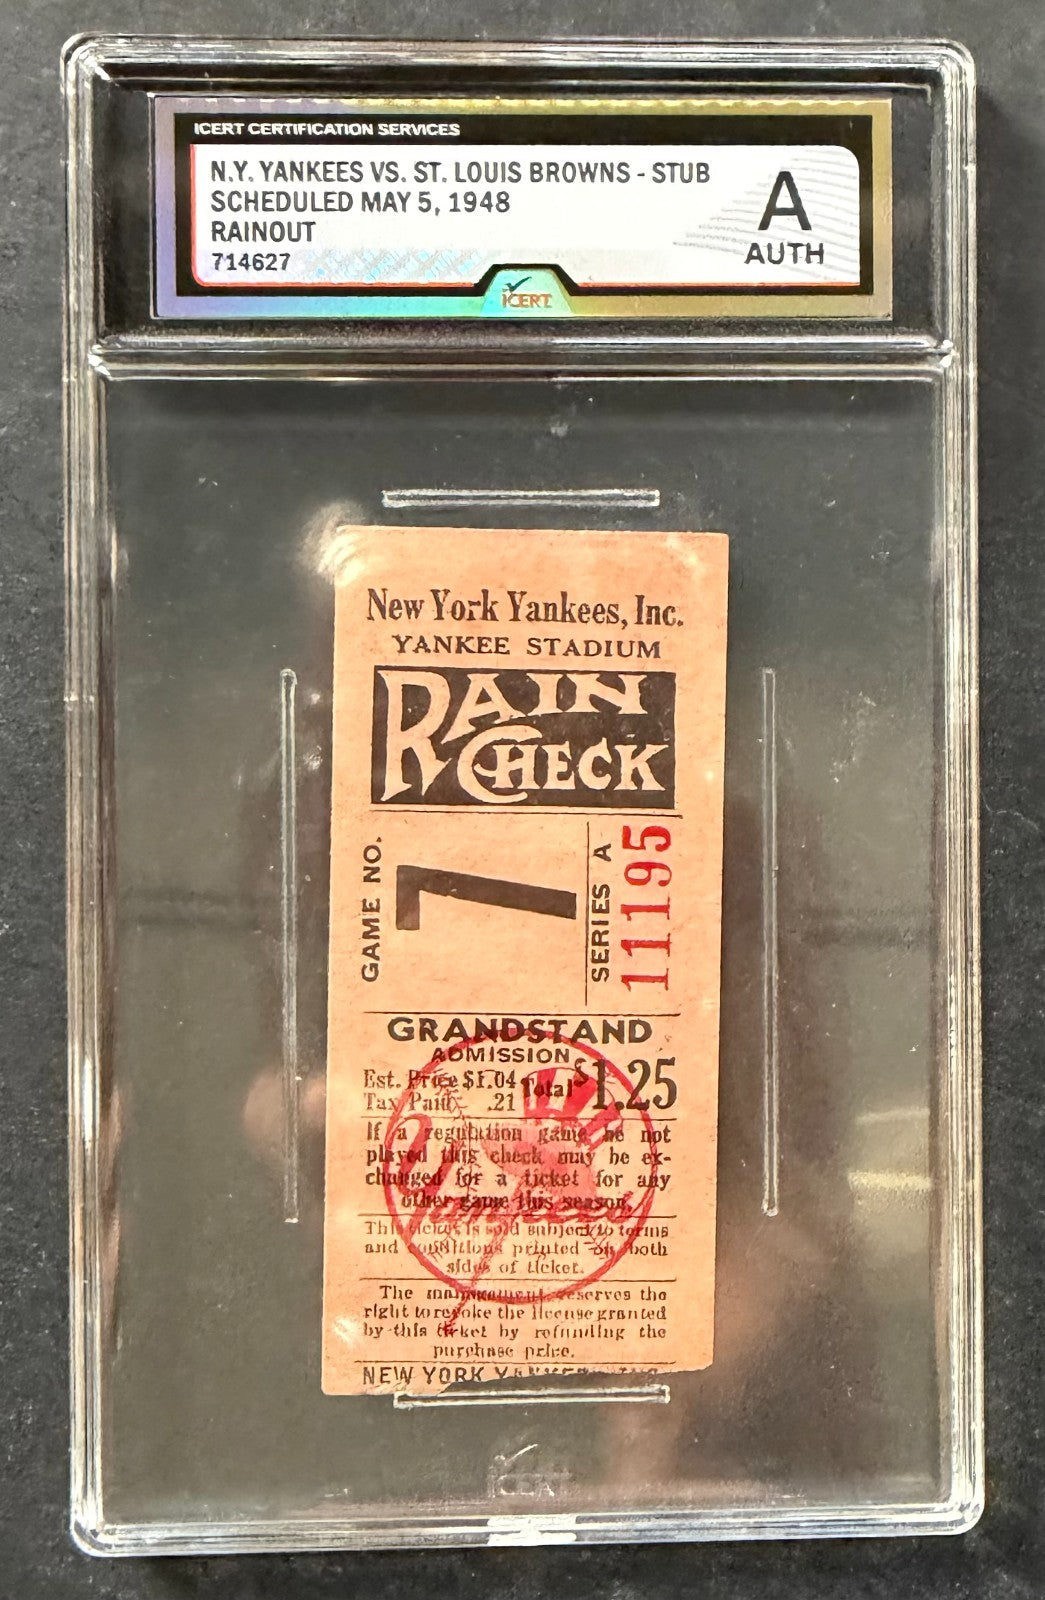 ICERT CERTIFICATION SERVICES
N.Y. YANKEES VS. ST. LOUIS BROWNS - STUB
SCHEDULED MAY 5, 1948
RAINOUT
714627
A
AUTH
ICERT
New York Yankees, Inc.
YANKEE STADIUM
RAIN
CHECK
GAME NO.
7
SERIES A
11195
GRANDSTAND
ADMISSION
Est. Price $1.04
Tax Paid .21
Total $1.25
If a regulation game be not
played this check may be ex-
changed for a ticket for any
other game this season.
This ticket is sold subject to terms
and conditions printed on both
sides of ticket.
The management reserves the
right to revoke the license granted
by this ticket by refunding the
purchase price.
NEW YORK YANKEES, INC.
Yankees